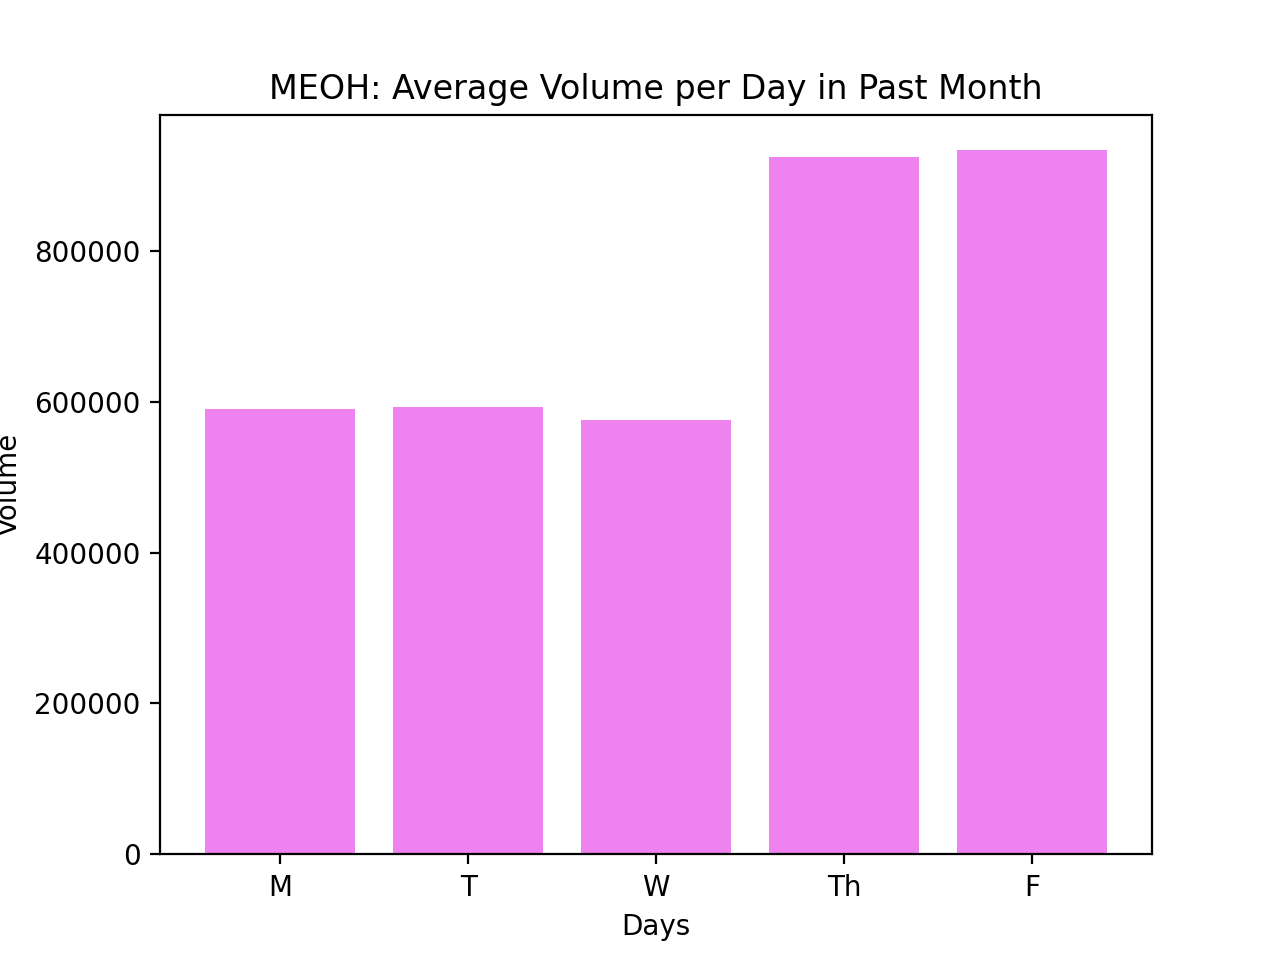 MEOH: Average Volume per Day in Past Month
800000
600000
400000
200000
0
Volume
M T W Th F
Days